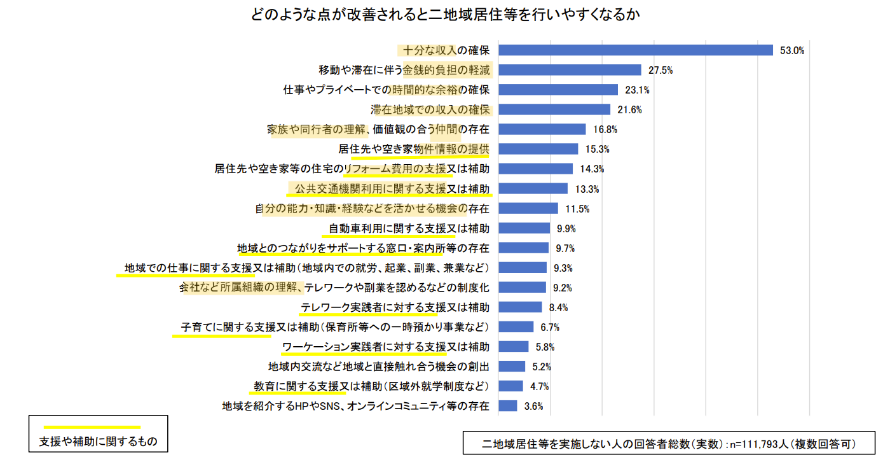 どのような点が改善されると二地域居住等を行いやすくなるか
十分な収入の確保 53.0%
移動や滞在に伴う金銭的負担の軽減 27.5%
仕事やプライベートでの時間的な余裕の確保 23.1%
滞在地域での収入の確保 21.6%
家族や同行者の理解、価値観の合う仲間の存在 16.8%
居住先や空き家物件情報の提供 15.3%
居住先や空き家等の住宅のリフォーム費用の支援又は補助 14.3%
公共交通機関利用に関する支援又は補助 13.3%
自分の能力・知識・経験などを活かせる機会の存在 11.5%
自動車利用に関する支援又は補助 9.9%
地域とのつながりをサポートする窓口・案内所等の存在 9.7%
地域での仕事に関する支援又は補助(地域内での就労、起業、副業、兼業など) 9.3%
会社など所属組織の理解、テレワークや副業を認めるなどの制度化 9.2%
テレワーク実践者に対する支援又は補助 8.4%
子育てに関する支援又は補助(保育所等への一時預かり事業など) 6.7%
ワーケーション実践者に対する支援又は補助 5.8%
地域内交流など地域と直接触れ合う機会の創出 5.2%
教育に関する支援又は補助(区域外就学制度など) 4.7%
地域を紹介するHPやSNS、オンラインコミュニティ等の存在 3.6%
支援や補助に関するもの
二地域居住等を実施しない人の回答者総数(実数):n=111,793人(複数回答可)